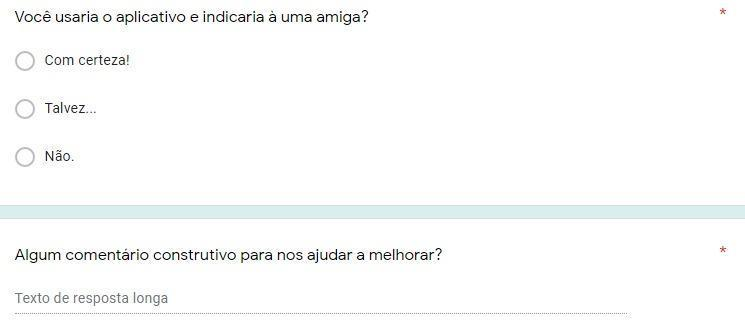 Você usaria o aplicativo e indicaria à uma amiga? *
Com certeza!
Talvez...
Não.
Algum comentário construtivo para nos ajudar a melhorar? *
Texto de resposta longa